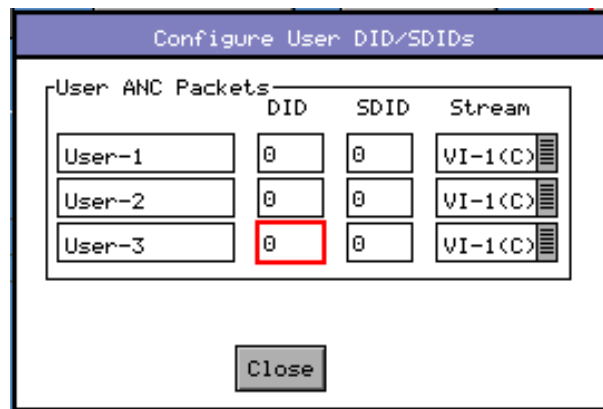 Configure User DID/SDIDs
User ANC Packets
DID SDID Stream
User-1 0 0 VI-1(C)
User-2 0 0 VI-1(C)
User-3 0 0 VI-1(C)
Close